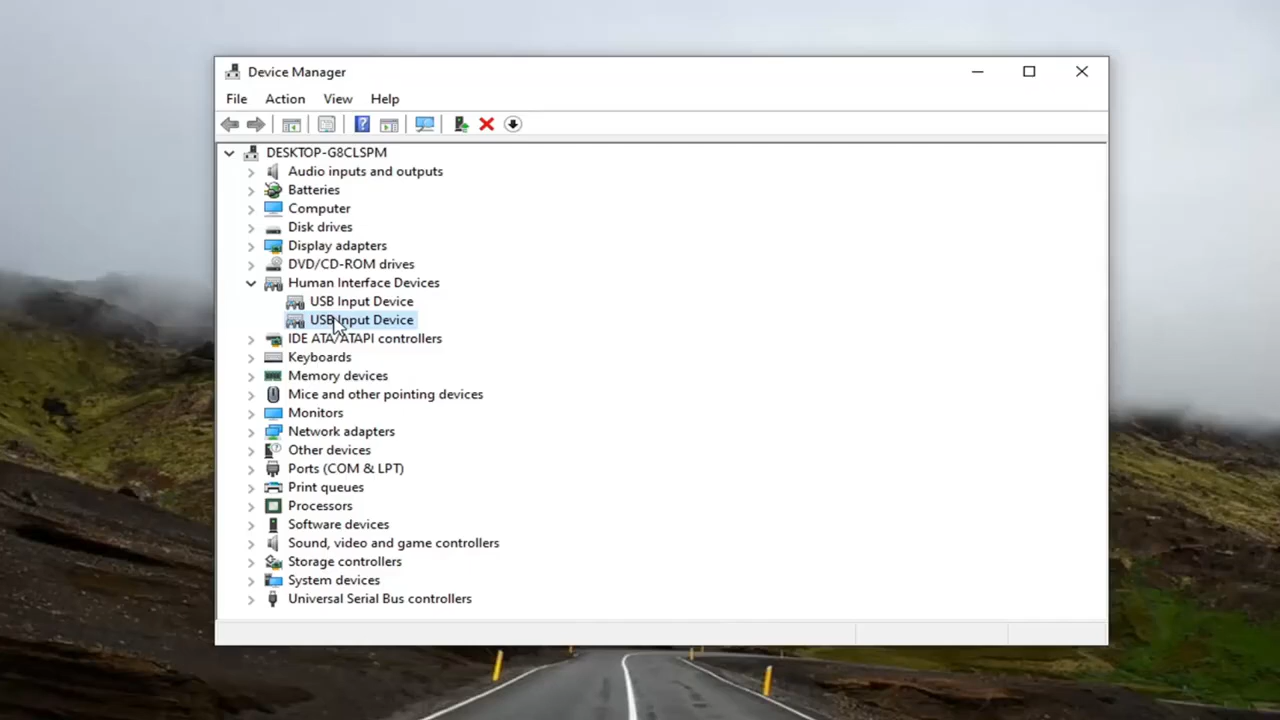 Device Manager
File Action View Help
DESKTOP-G8CLSPM
Audio inputs and outputs
Batteries
Computer
Disk drives
Display adapters
DVD/CD-ROM drives
Human Interface Devices
USB Input Device
USB Input Device
IDE ATA/ATAPI controllers
Keyboards
Memory devices
Mice and other pointing devices
Monitors
Network adapters
Other devices
Ports (COM & LPT)
Print queues
Processors
Software devices
Sound, video and game controllers
Storage controllers
System devices
Universal Serial Bus controllers